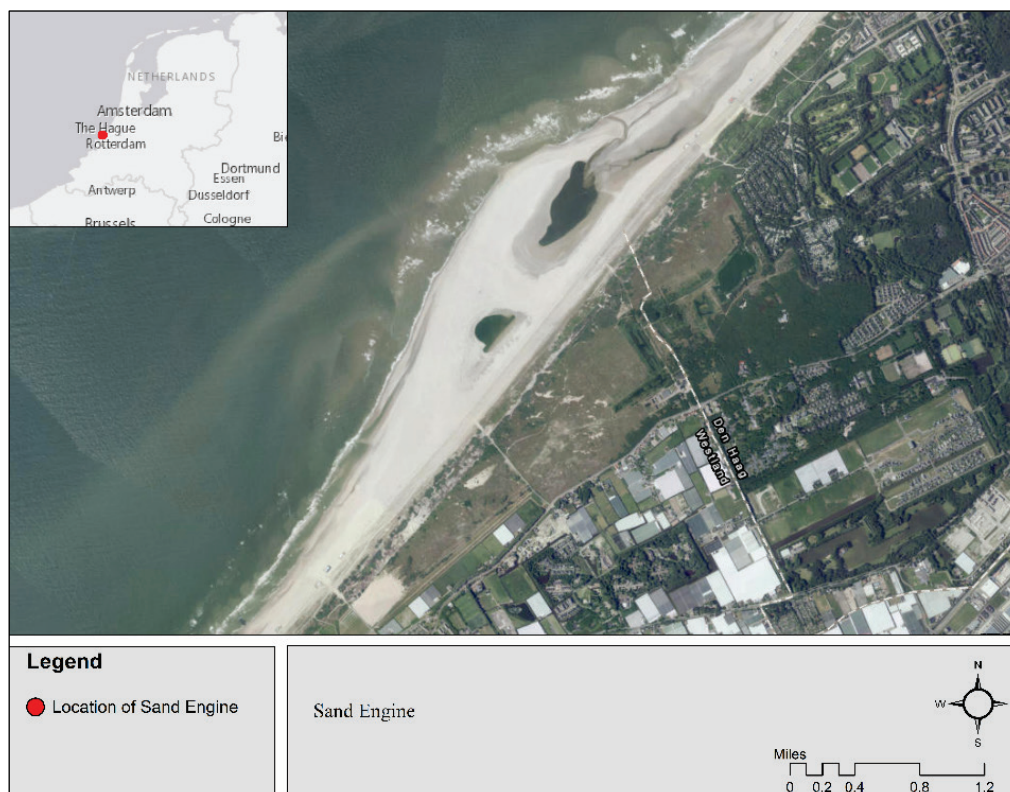 NETHERLANDS
Amsterdam
The Hague
Rotterdam
Bie
Dortmund
Essen
Antwerp
Dusseldorf
Brussels
Cologne
Den Haag
Westland
Legend
Location of Sand Engine
Sand Engine
N
W
S
Miles
0 0.2 0.4 0.8 1.2